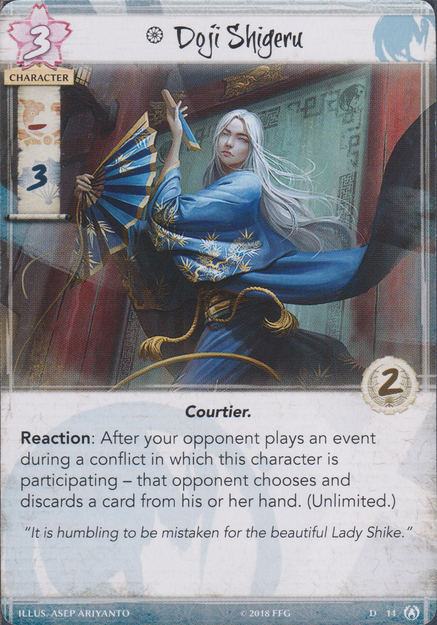 3
Doji Shigeru
CHARACTER
–
3
2
Courtier.
Reaction: After your opponent plays an event
during a conflict in which this character is
participating – that opponent chooses and
discards a card from his or her hand. (Unlimited.)
"It is humbling to be mistaken for the beautiful Lady Shike."
ILLUS. ASEP ARIYANTO © 2018 FFG D 14